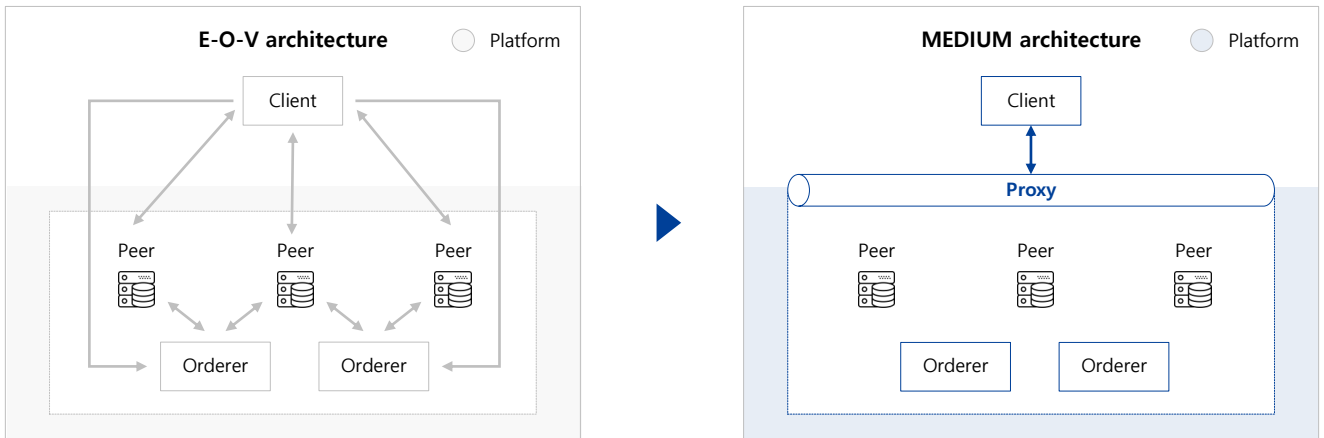 E-O-V architecture
Platform
Client
Peer
Peer
Peer
Orderer
Orderer
MEDIUM architecture
Platform
Client
Proxy
Peer
Peer
Peer
Orderer
Orderer